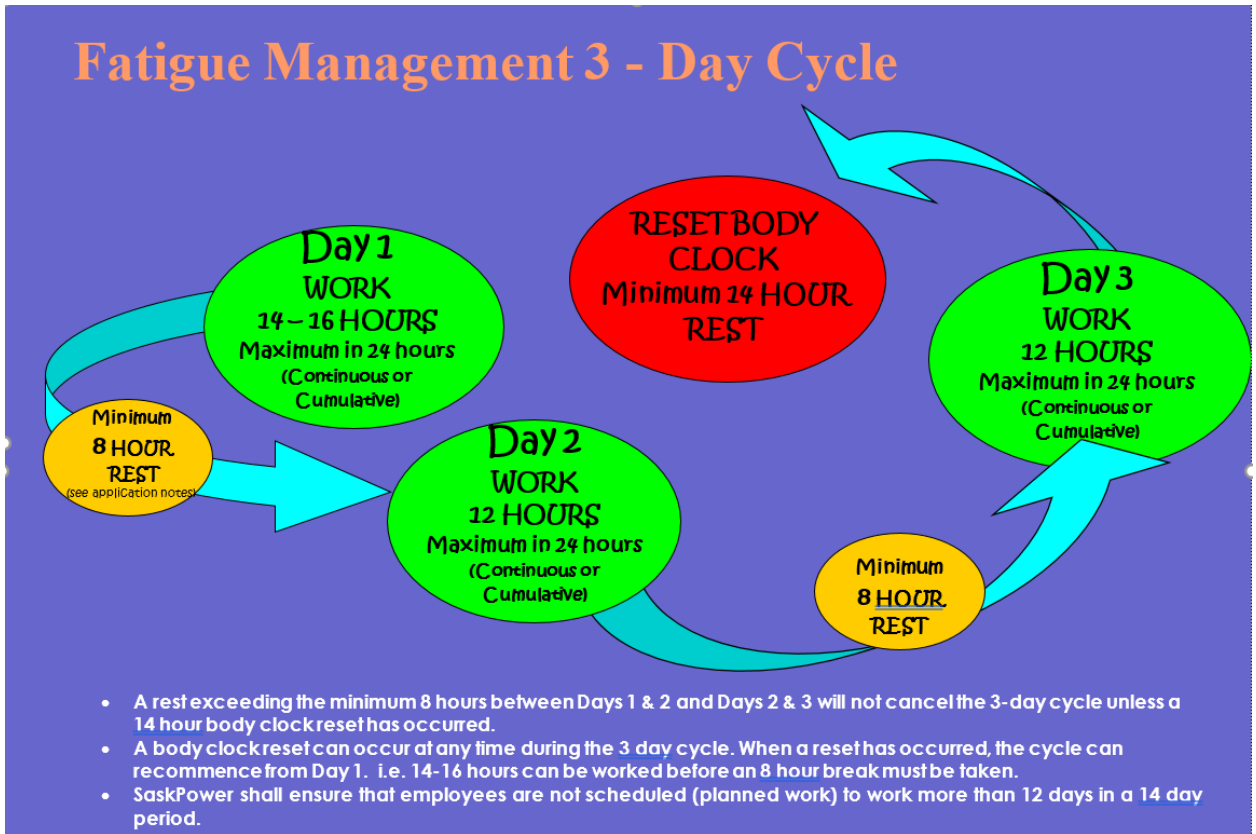 Fatigue Management 3 - Day Cycle
Day 1
WORK
14 – 16 HOURS
Maximum in 24 hours
(Continuous or
Cumulative)
Minimum
8 HOUR
REST
(see application notes)
Day 2
WORK
12 HOURS
Maximum in 24 hours
(Continuous or
Cumulative)
Minimum
8 HOUR
REST
Day 3
WORK
12 HOURS
Maximum in 24 hours
(Continuous or
Cumulative)
RESET BODY
CLOCK
Minimum 14 HOUR
REST
• A rest exceeding the minimum 8 hours between Days 1 & 2 and Days 2 & 3 will not cancel the 3-day cycle unless a
14 hour body clock reset has occurred.
• A body clock reset can occur at any time during the 3 day cycle. When a reset has occurred, the cycle can
recommence from Day 1. i.e. 14-16 hours can be worked before an 8 hour break must be taken.
• SaskPower shall ensure that employees are not scheduled (planned work) to work more than 12 days in a 14 day
period.